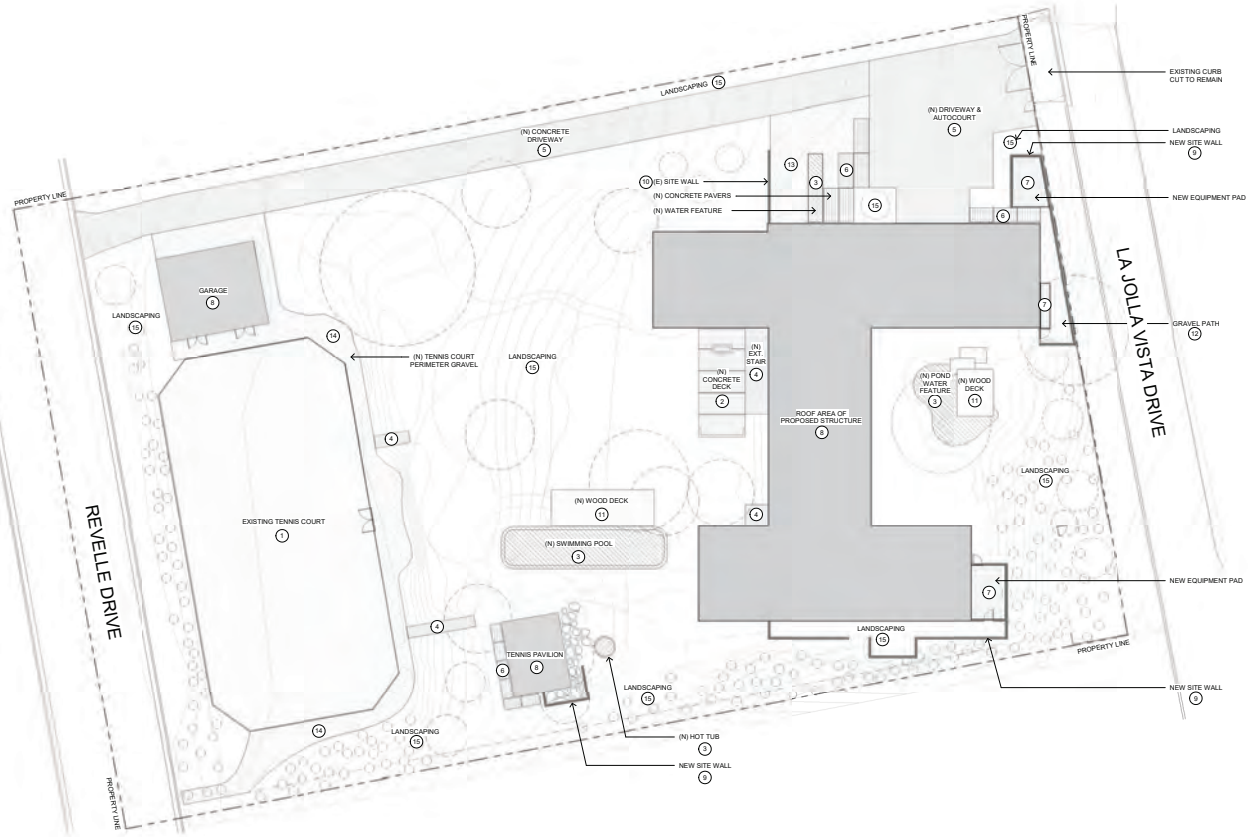 PROPERTY LINE
EXISTING CURB
CUT TO REMAIN
LANDSCAPING 15
(N) DRIVEWAY &
AUTOCOURT
5
LANDSCAPING
15
NEW SITE WALL
9
(N) CONCRETE
DRIVEWAY
5
13
3
6
7
10 (E) SITE WALL
(N) CONCRETE PAVERS
(N) WATER FEATURE
15
6
NEW EQUIPMENT PAD
PROPERTY LINE
LA JOLLA VISTA DRIVE
GARAGE
8
LANDSCAPING
15
14
7
GRAVEL PATH
12
(N) TENNIS COURT
PERIMETER GRAVEL
LANDSCAPING
15
(N)
EXT.
STAIR
4
(N)
CONCRETE
DECK
2
(N) POND
WATER
FEATURE
3
(N) WOOD
DECK
11
ROOF AREA OF
PROPOSED STRUCTURE
8
4
LANDSCAPING
15
(N) WOOD DECK
11
4
EXISTING TENNIS COURT
1
REVELLE DRIVE
(N) SWIMMING POOL
3
NEW EQUIPMENT PAD
7
4
LANDSCAPING
15
TENNIS PAVILION
8
6
PROPERTY LINE
LANDSCAPING
15
NEW SITE WALL
9
14
LANDSCAPING
15
(N) HOT TUB
3
NEW SITE WALL
9
PROPERTY LINE